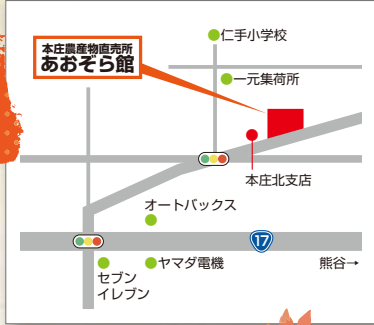 仁手小学校
本庄農産物直売所
あおぞら館
一元集荷所
本庄北支店
オートバックス
17
セブン
イレブン
ヤマダ電機
熊谷→